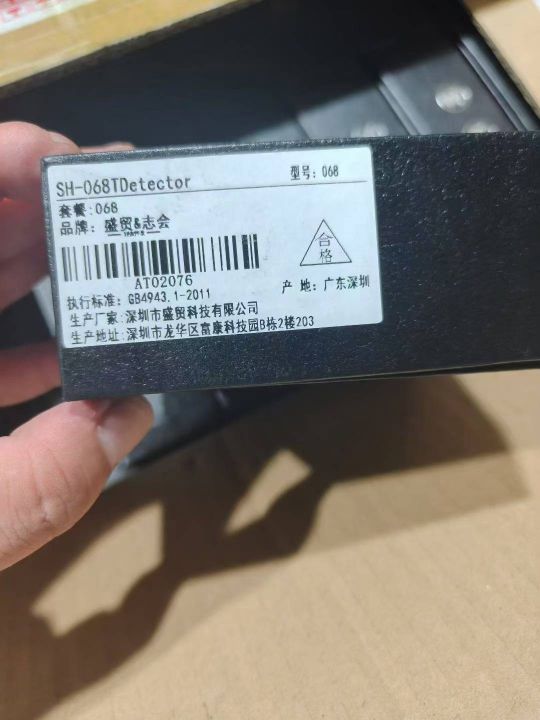 SH-068TDetector
型号: 068
套餐:068
品牌: 盛贸&志会
合格
AT02076
执行标准: GB4943.1-2011
产 地: 广东深圳
生产厂家:深圳市盛贸科技有限公司
生产地址:深圳市龙华区富康科技园B栋2楼203